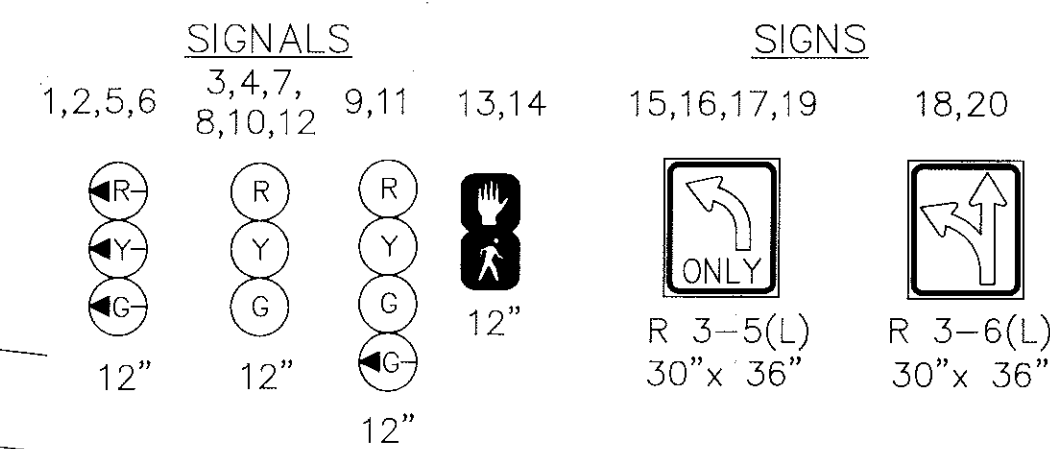 SIGNALS
1,2,5,6
3,4,7,
8,10,12
9,11
13,14
R
Y
G
12"
R
Y
G
12"
R
Y
G
G
12"
12"
SIGNS
15,16,17,19
ONLY
R 3-5(L)
30"x 36"
18,20
R 3-6(L)
30"x 36"